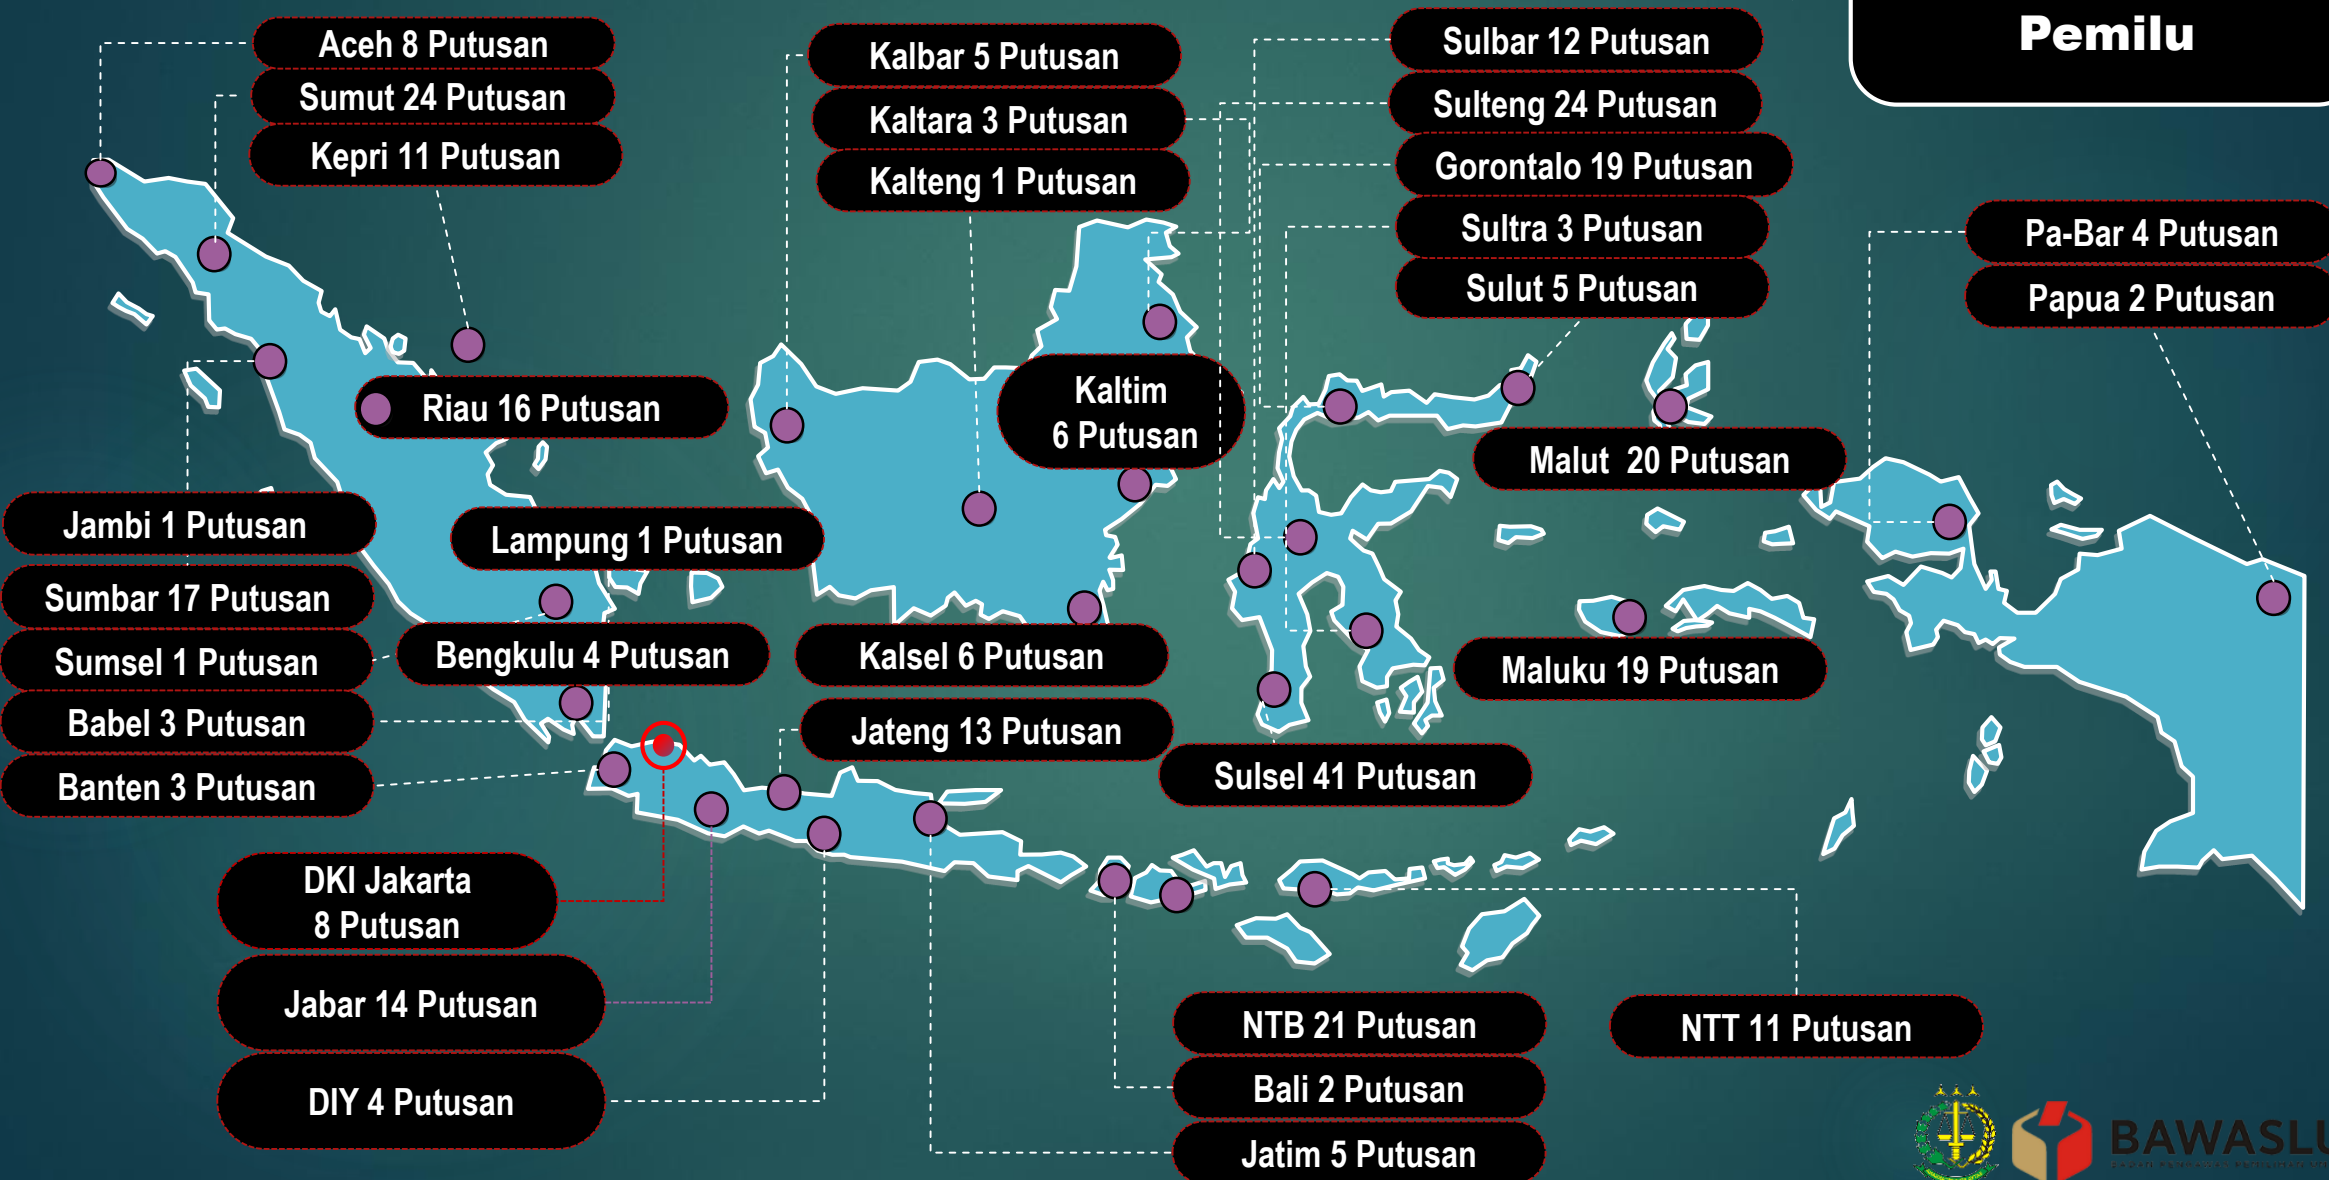 Pemilu
Aceh 8 Putusan
Sumut 24 Putusan
Kepri 11 Putusan
Kalbar 5 Putusan
Kaltara 3 Putusan
Kalteng 1 Putusan
Sulbar 12 Putusan
Sulteng 24 Putusan
Gorontalo 19 Putusan
Sultra 3 Putusan
Sulut 5 Putusan
Pa-Bar 4 Putusan
Papua 2 Putusan
Riau 16 Putusan
Kaltim
6 Putusan
Malut 20 Putusan
Jambi 1 Putusan
Lampung 1 Putusan
Sumbar 17 Putusan
Sumsel 1 Putusan
Bengkulu 4 Putusan
Kalsel 6 Putusan
Maluku 19 Putusan
Babel 3 Putusan
Jateng 13 Putusan
Banten 3 Putusan
Sulsel 41 Putusan
DKI Jakarta
8 Putusan
Jabar 14 Putusan
DIY 4 Putusan
NTB 21 Putusan
Bali 2 Putusan
Jatim 5 Putusan
NTT 11 Putusan
BAWASLU